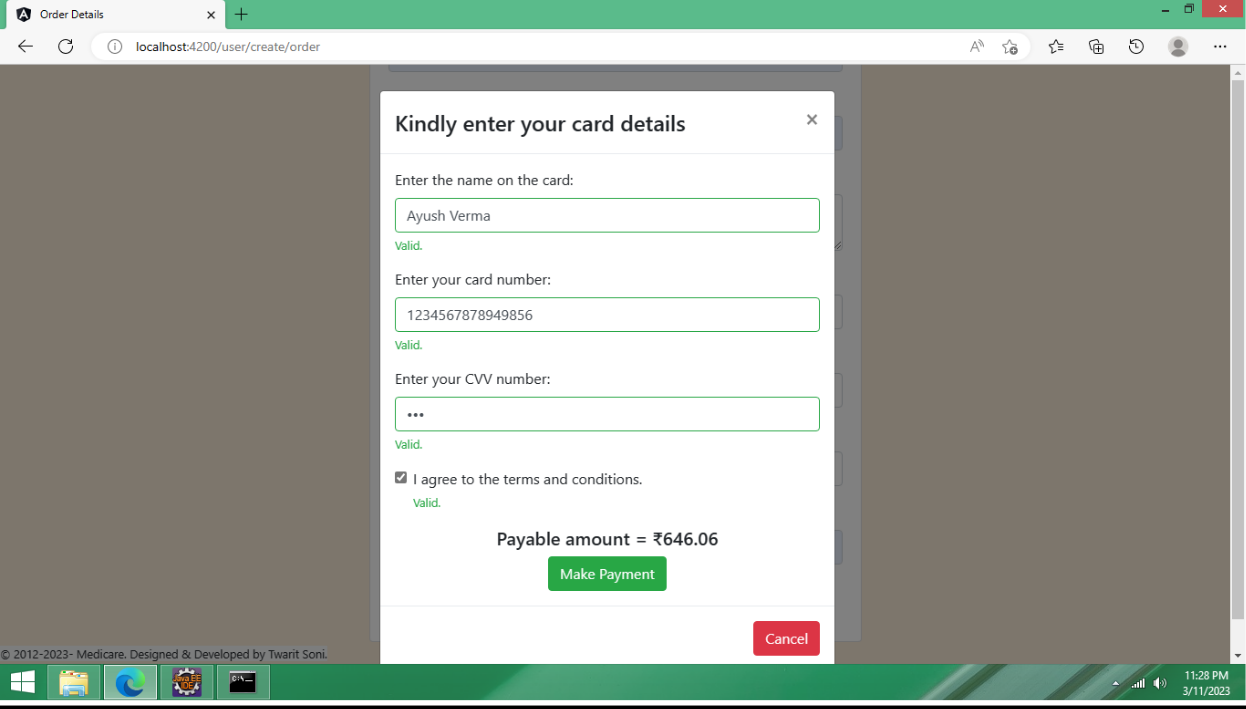 Order Details
localhost:4200/user/create/order
Kindly enter your card details
×
Enter the name on the card:
Ayush Verma
Valid.
Enter your card number:
1234567878949856
Valid.
Enter your CVV number:
•••
Valid.
I agree to the terms and conditions.
Valid.
Payable amount = ₹646.06
Make Payment
Cancel
© 2012-2023- Medicare. Designed & Developed by Twarit Soni.
Java EE
IDE
C:\_
11:28 PM
3/11/2023